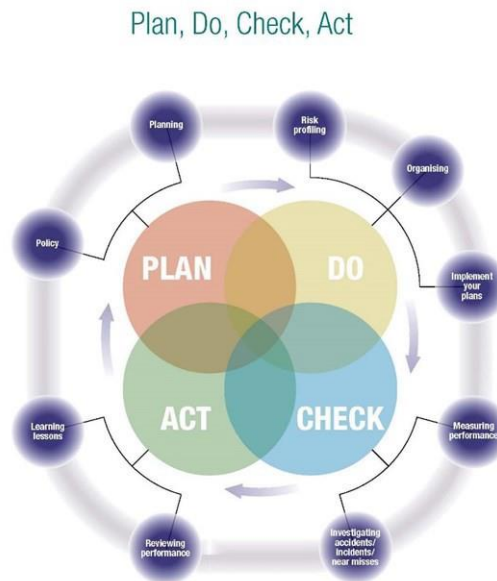 Plan, Do, Check, Act
Planning
Risk
profiling
Organising
Policy
PLAN
DO
Implement
your
plans
ACT
CHECK
Learning
lessons
Measuring
performance
Reviewing
performance
Investigating
accidents/
incidents/
near misses